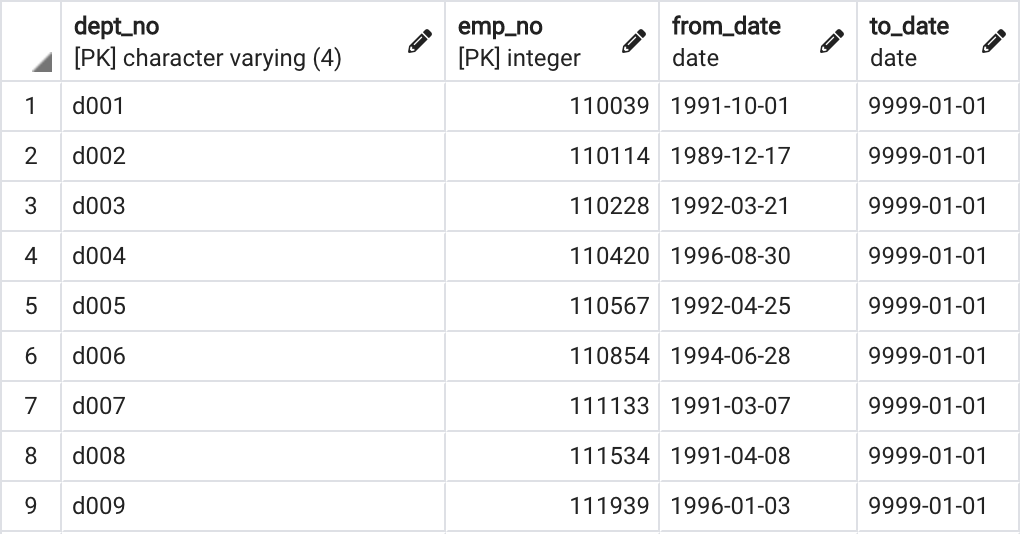 dept_no emp_no from_date to_date
[PK] character varying (4) [PK] integer date date
1 d001 110039 1991-10-01 9999-01-01
2 d002 110114 1989-12-17 9999-01-01
3 d003 110228 1992-03-21 9999-01-01
4 d004 110420 1996-08-30 9999-01-01
5 d005 110567 1992-04-25 9999-01-01
6 d006 110854 1994-06-28 9999-01-01
7 d007 111133 1991-03-07 9999-01-01
8 d008 111534 1991-04-08 9999-01-01
9 d009 111939 1996-01-03 9999-01-01